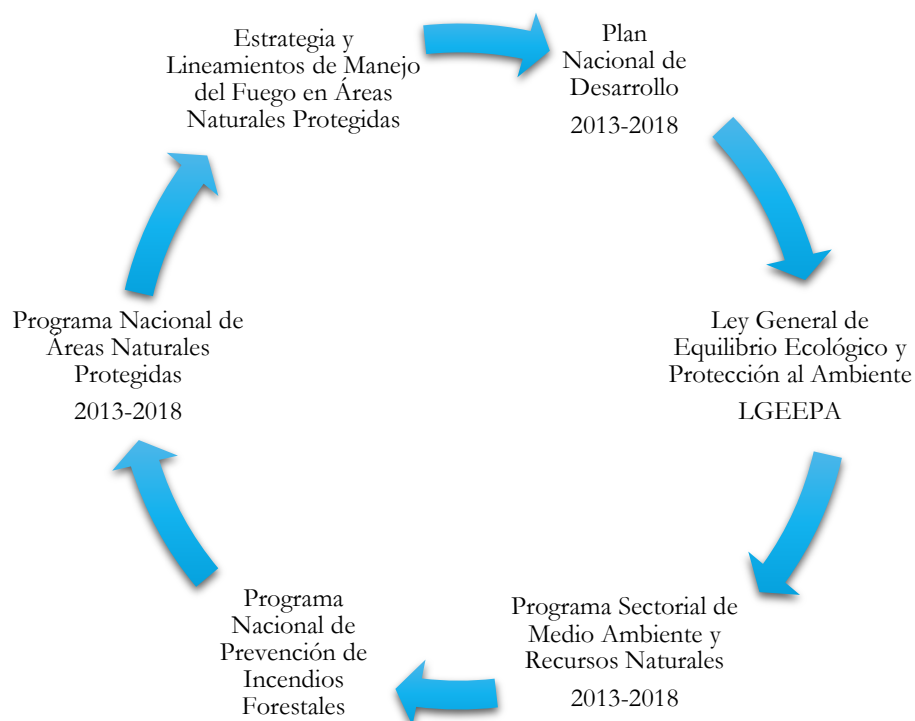 Estrategia y
Lineamientos de Manejo
del Fuego en Áreas
Naturales Protegidas
Plan
Nacional de
Desarrollo
2013-2018
Ley General de
Equilibrio Ecológico y
Protección al Ambiente
LGEEPA
Programa Sectorial de
Medio Ambiente y
Recursos Naturales
2013-2018
Programa
Nacional de
Prevención de
Incendios
Forestales
Programa Nacional de
Áreas Naturales
Protegidas
2013-2018